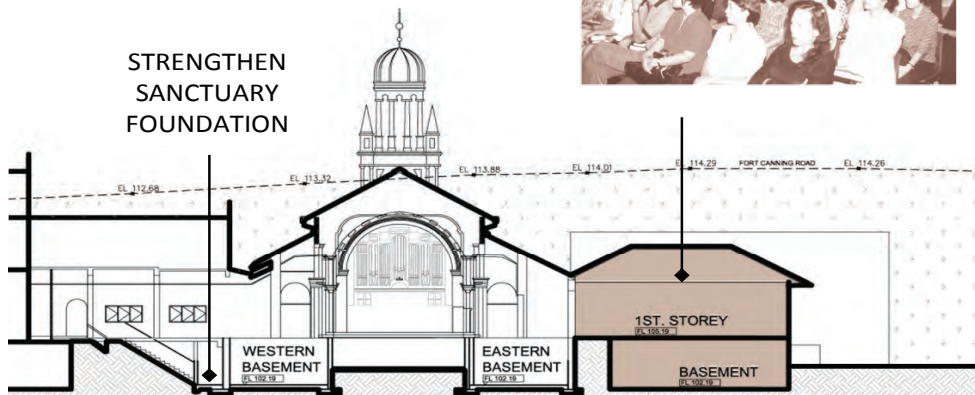 STRENGTHEN
SANCTUARY
FOUNDATION
EL 112.68
EL 113.32
EL 113.88
EL 114.01
EL 114.29
FORT CANNING ROAD
EL 114.26
1ST. STOREY
FL 105.19
WESTERN
BASEMENT
FL 102.19
EASTERN
BASEMENT
FL 102.19
BASEMENT
FL 102.19